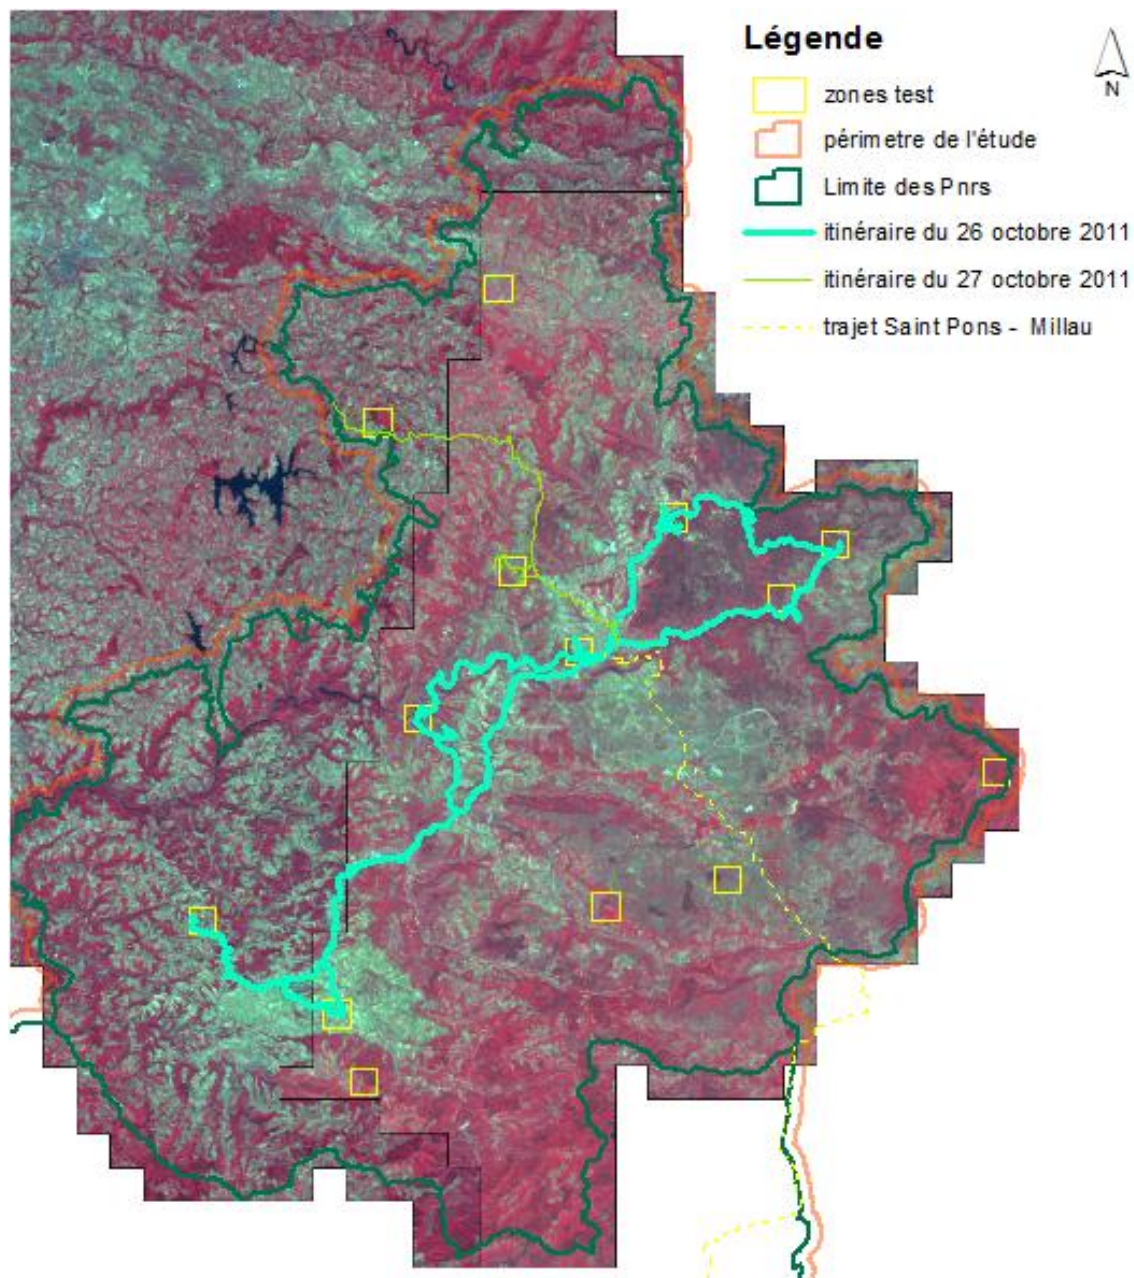 Légende
N
zones test
périmetre de l'étude
Limite des Pnrs
itinéraire du 26 octobre 2011
itinéraire du 27 octobre 2011
trajet Saint Pons - Millau